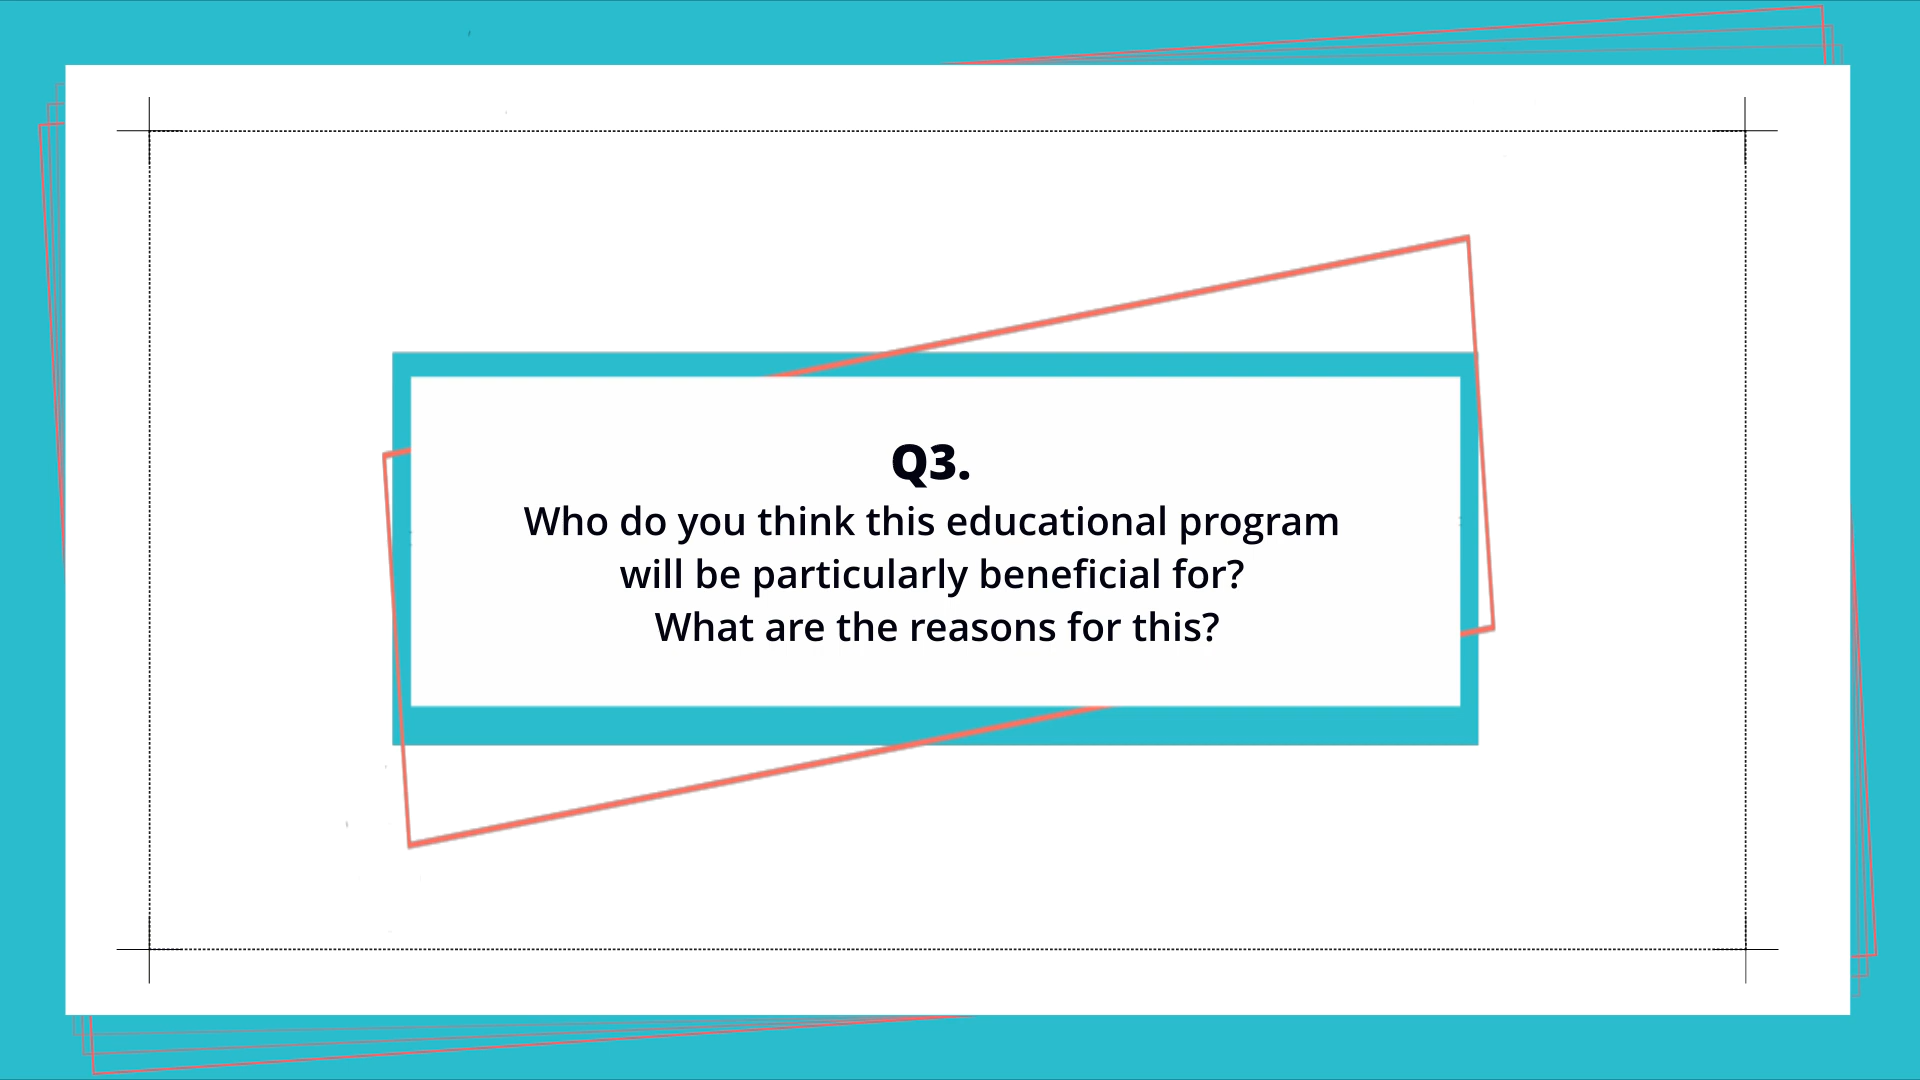 Q3.
Who do you think this educational program
will be particularly beneficial for?
What are the reasons for this?